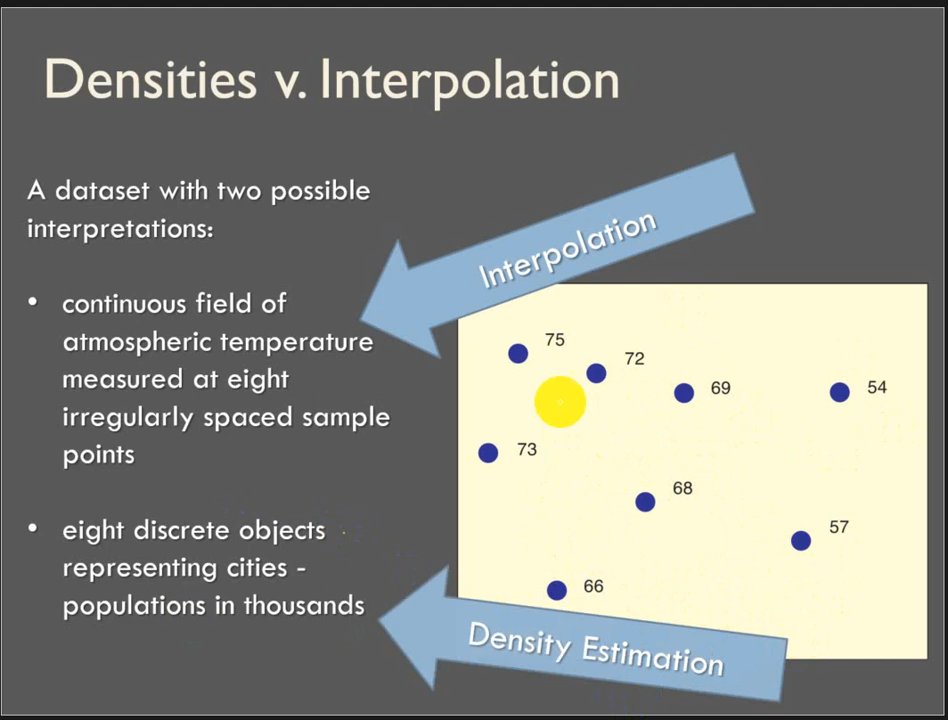 Densities v. Interpolation
A dataset with two possible
interpretations:
• continuous field of
atmospheric temperature
measured at eight
irregularly spaced sample
points
• eight discrete objects
representing cities -
populations in thousands
Interpolation
75
72
69
54
73
68
57
66
Density Estimation